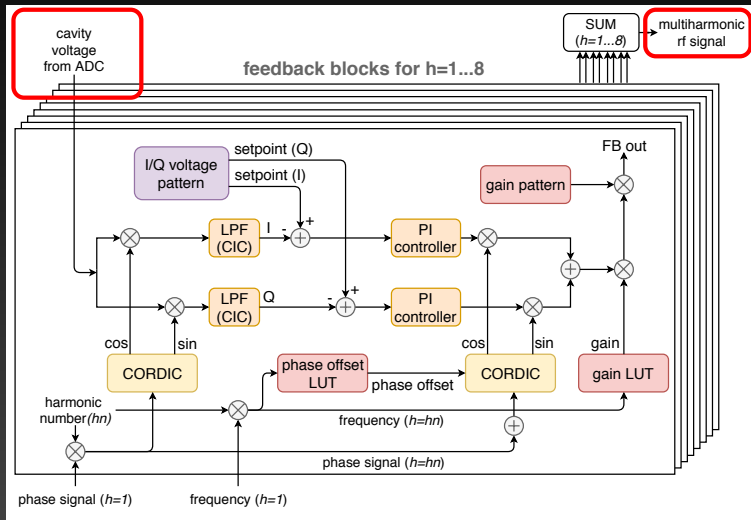 cavity
voltage
from ADC
SUM
(h=1...8)
multiharmonic
rf signal
feedback blocks for h=1...8
FB out
I/Q voltage
pattern
setpoint (Q)
setpoint (I)
gain pattern
LPF
(CIC)
I
-
+
PI
controller
LPF
(CIC)
Q
-
+
PI
controller
cos
sin
cos
sin
gain
CORDIC
phase offset
LUT
phase offset
CORDIC
gain LUT
harmonic
number(hn)
frequency (h=hn)
phase signal (h=hn)
phase signal (h=1)
frequency (h=1)